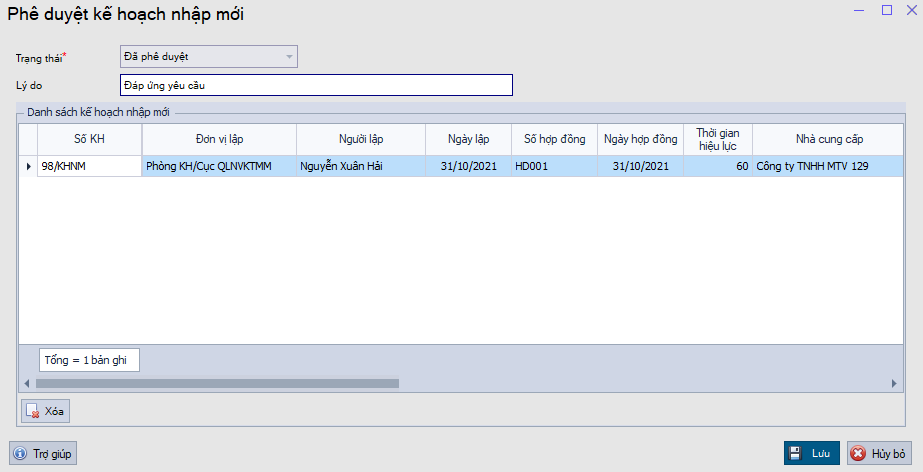 Phê duyệt kế hoạch nhập mới
Trạng thái* Đã phê duyệt
Lý do Đáp ứng yêu cầu
Danh sách kế hoạch nhập mới
Số KH Đơn vị lập Người lập Ngày lập Số hợp đồng Ngày hợp đồng Thời gian hiệu lực Nhà cung cấp
98/KHNM Phòng KH/Cục QLNVKTMM Nguyễn Xuân Hải 31/10/2021 HD001 31/10/2021 60 Công ty TNHH MTV 129
Tổng = 1 bản ghi
Xóa
Trợ giúp Lưu Hủy bỏ